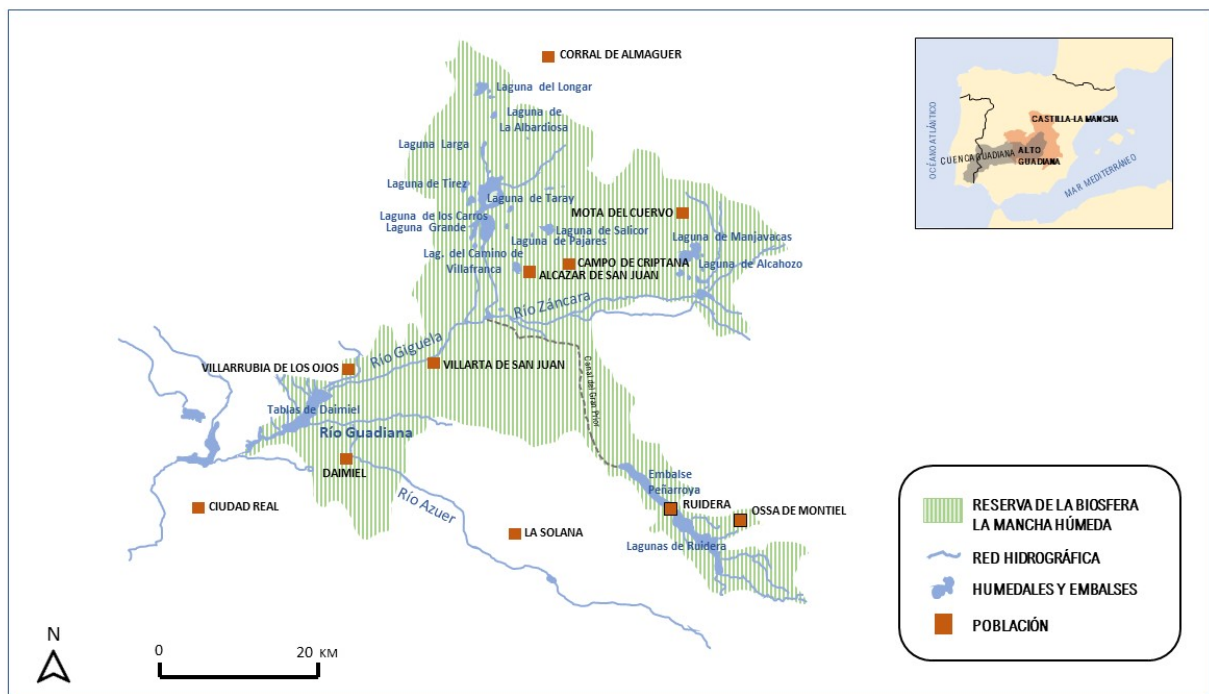 CORRAL DE ALMAGUER
Laguna del Longar
Laguna de
La Albardiosa
Laguna Larga
Laguna de Tirez
Laguna de Taray
Laguna de los Carros
Laguna Grande
MOTA DEL CUERVO
Laguna de Salicor
Laguna de Pajares
Laguna de Manjavacas
Lag. del Camino de
Villafranca
CAMPO DE CRIPTANA
Laguna de Alcahozo
ALCAZAR DE SAN JUAN
Río Záncara
Río Giguela
VILLARRUBIA DE LOS OJOS
VILLARTA DE SAN JUAN
Canal del Gran Prior
Tablas de Daimiel
Río Guadiana
DAIMIEL
Río Azuer
CIUDAD REAL
LA SOLANA
Embalse
Peñarroya
RUIDERA
OSSA DE MONTIEL
Lagunas de Ruidera
OCÉANO ATLÁNTICO
CASTILLA-LA MANCHA
CUENCA GUADIANA
ALTO
GUADIANA
MAR MEDITERRÁNEO
RESERVA DE LA BIOSFERA
LA MANCHA HÚMEDA
RED HIDROGRÁFICA
HUMEDALES Y EMBALSES
POBLACIÓN
N
0 20 KM